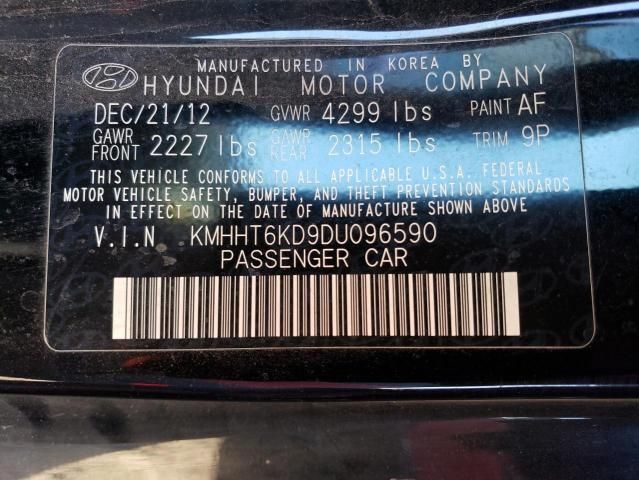 MANUFACTURED IN KOREA BY
HYUNDAI MOTOR COMPANY
DEC/21/12 GVWR 4299 lbs PAINT AF
GAWR FRONT 2227 lbs GAWR REAR 2315 lbs TRIM 9P
THIS VEHICLE CONFORMS TO ALL APPLICABLE U.S.A. FEDERAL
MOTOR VEHICLE SAFETY, BUMPER, AND THEFT PREVENTION STANDARDS
IN EFFECT ON THE DATE OF MANUFACTURE SHOWN ABOVE.
V.I.N KMHHT6KD9DU096590
PASSENGER CAR